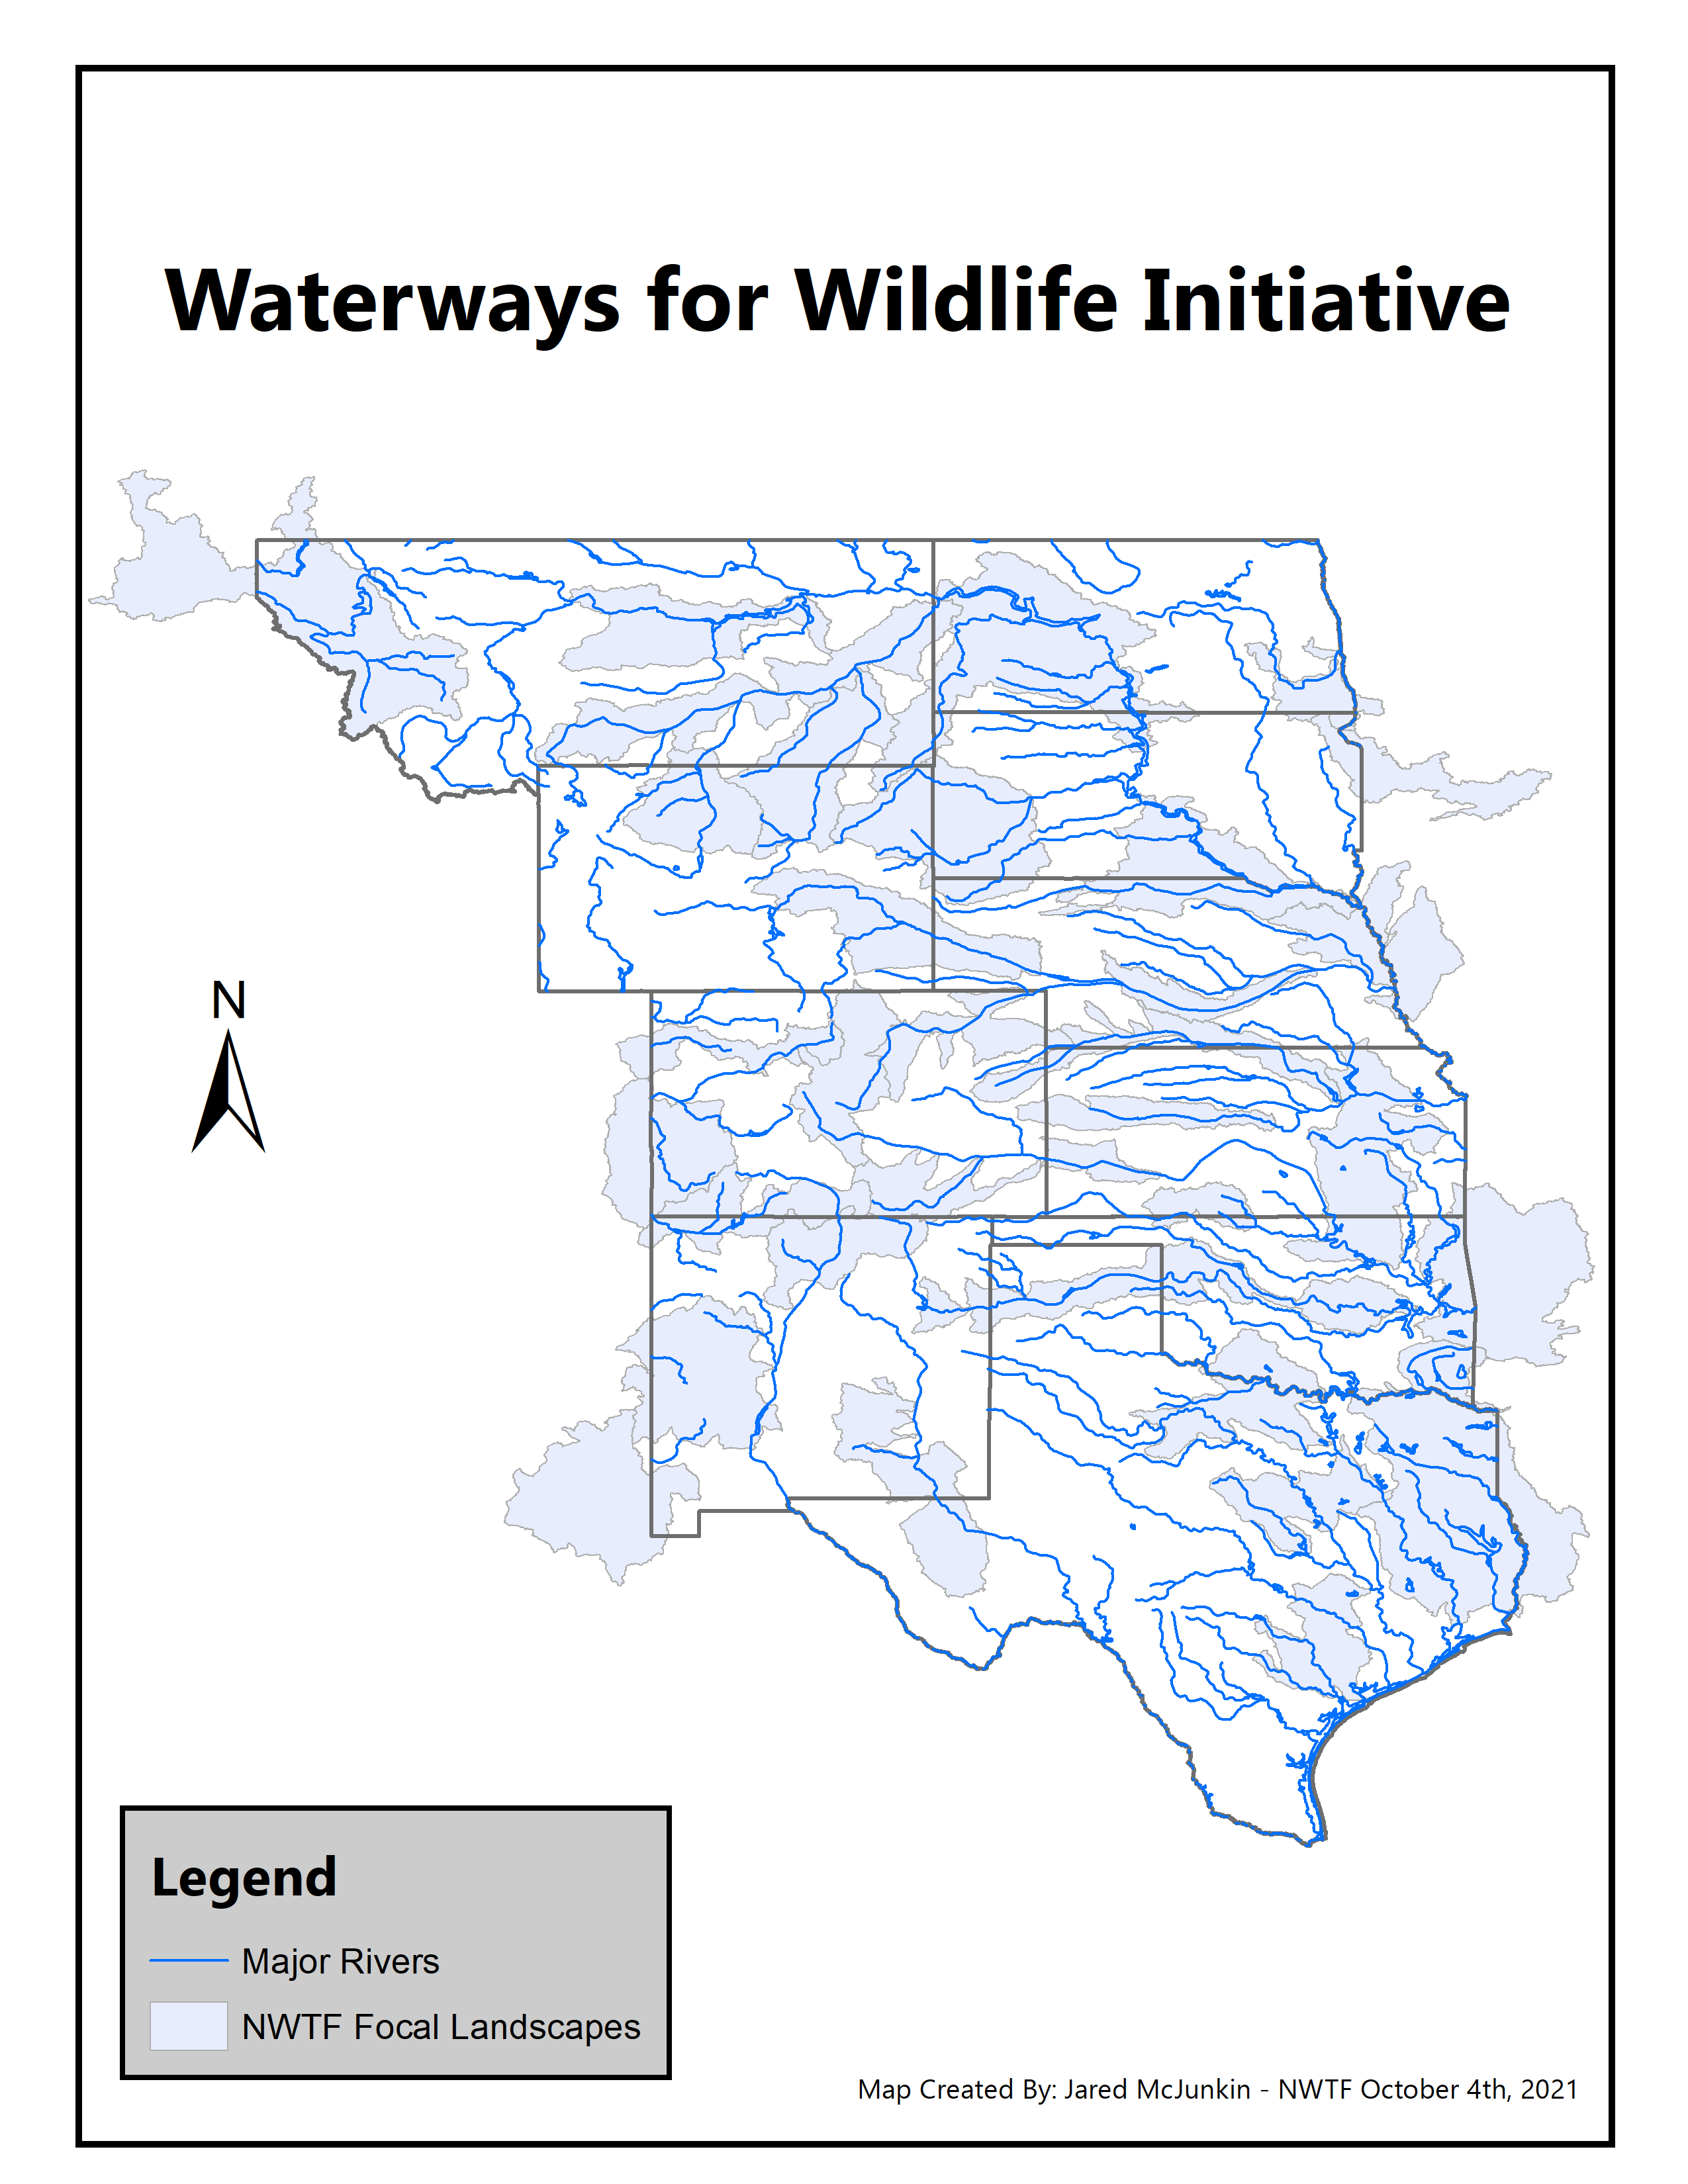 Waterways for Wildlife Initiative
N
Legend
Major Rivers
NWTF Focal Landscapes
Map Created By: Jared McJunkin - NWTF October 4th, 2021